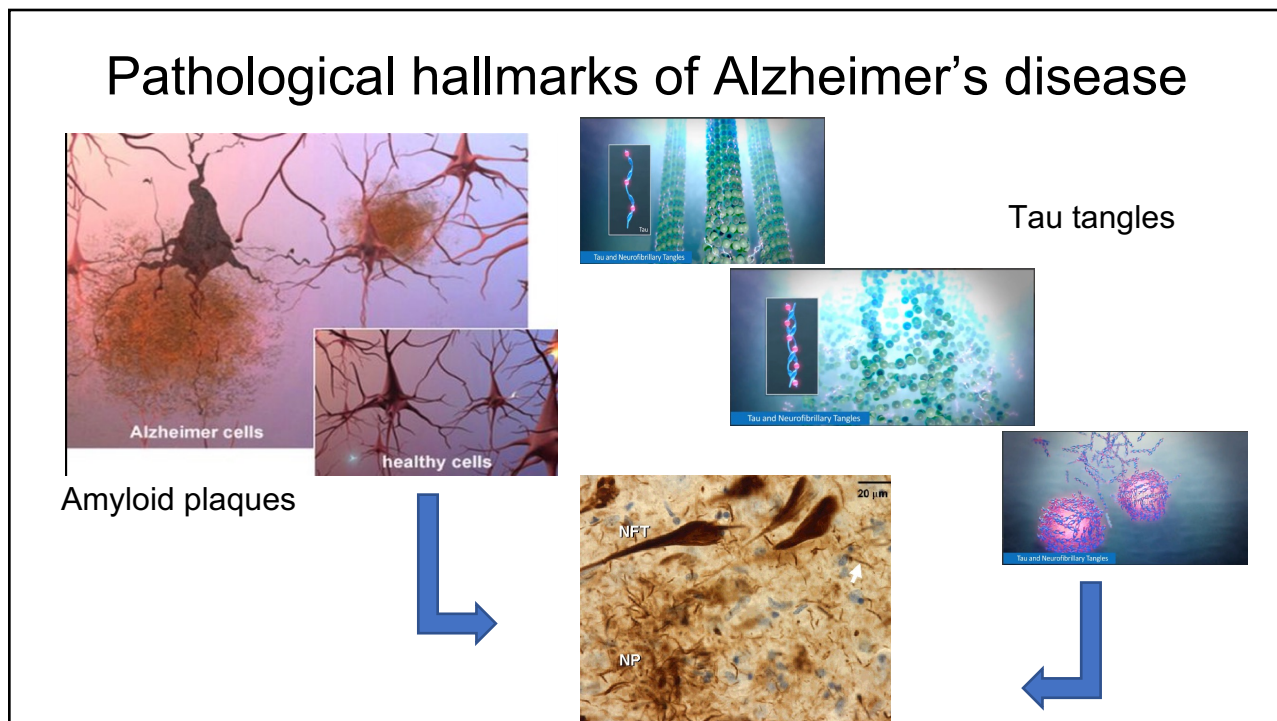 Pathological hallmarks of Alzheimer’s disease
Alzheimer cells
healthy cells
Amyloid plaques
Tau
Tau and Neurofibrillary Tangles
Tau tangles
Tau and Neurofibrillary Tangles
Tau and Neurofibrillary Tangles
20 µm
NFT
NP